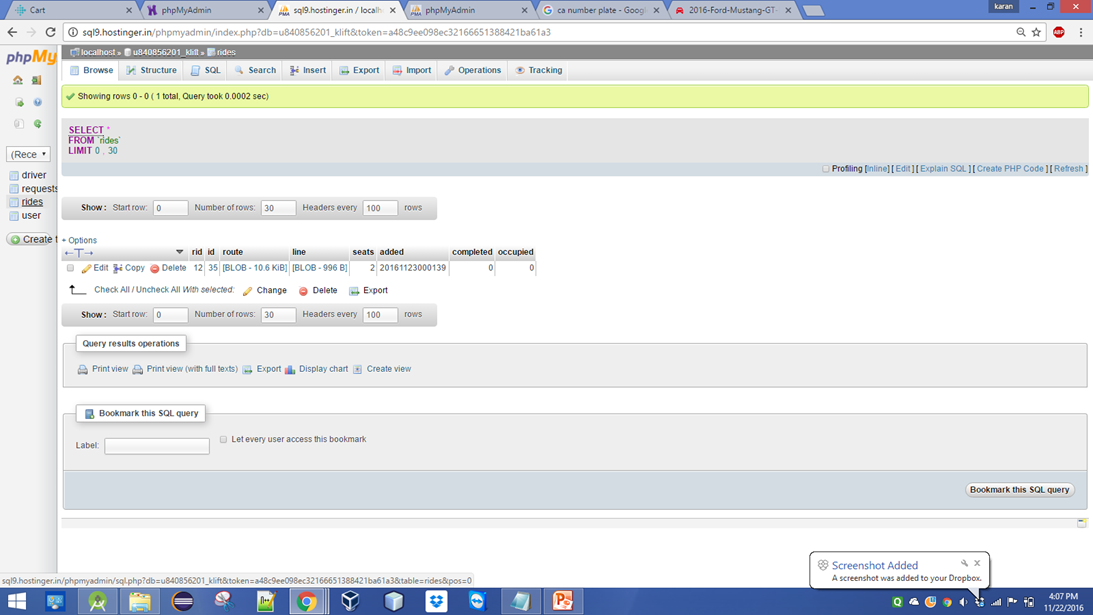 Cart
phpMyAdmin
sql9.hostinger.in / localh
phpMyAdmin
ca number plate - Googl
2016-Ford-Mustang-GT-
karan
sql9.hostinger.in/phpmyadmin/index.php?db=u840856201_klift&token=a48c9ee098ec32166651388421ba61a3
phpMy
localhost » u840856201_klift » rides
Browse Structure SQL Search Insert Export Import Operations Tracking
Showing rows 0 - 0 ( 1 total, Query took 0.0002 sec)
SELECT *
FROM `rides`
LIMIT 0 , 30
Profiling [Inline] [ Edit ] [ Explain SQL ] [ Create PHP Code ] [ Refresh ]
(Rece
driver
requests
rides
user
Create t
Show : Start row: 0 Number of rows: 30 Headers every 100 rows
+ Options
←T→ rid id route line seats added completed occupied
Edit Copy Delete 12 35 [BLOB - 10.6 KiB] [BLOB - 996 B] 2 20161123000139 0 0
Check All / Uncheck All With selected: Change Delete Export
Show : Start row: 0 Number of rows: 30 Headers every 100 rows
Query results operations
Print view Print view (with full texts) Export Display chart Create view
Bookmark this SQL query
Label: Let every user access this bookmark
Bookmark this SQL query
Screenshot Added
A screenshot was added to your Dropbox.
sql9.hostinger.in/phpmyadmin/sql.php?db=u840856201_klift&token=a48c9ee098ec32166651388421ba61a3&table=rides&pos=0
4:07 PM
11/22/2016